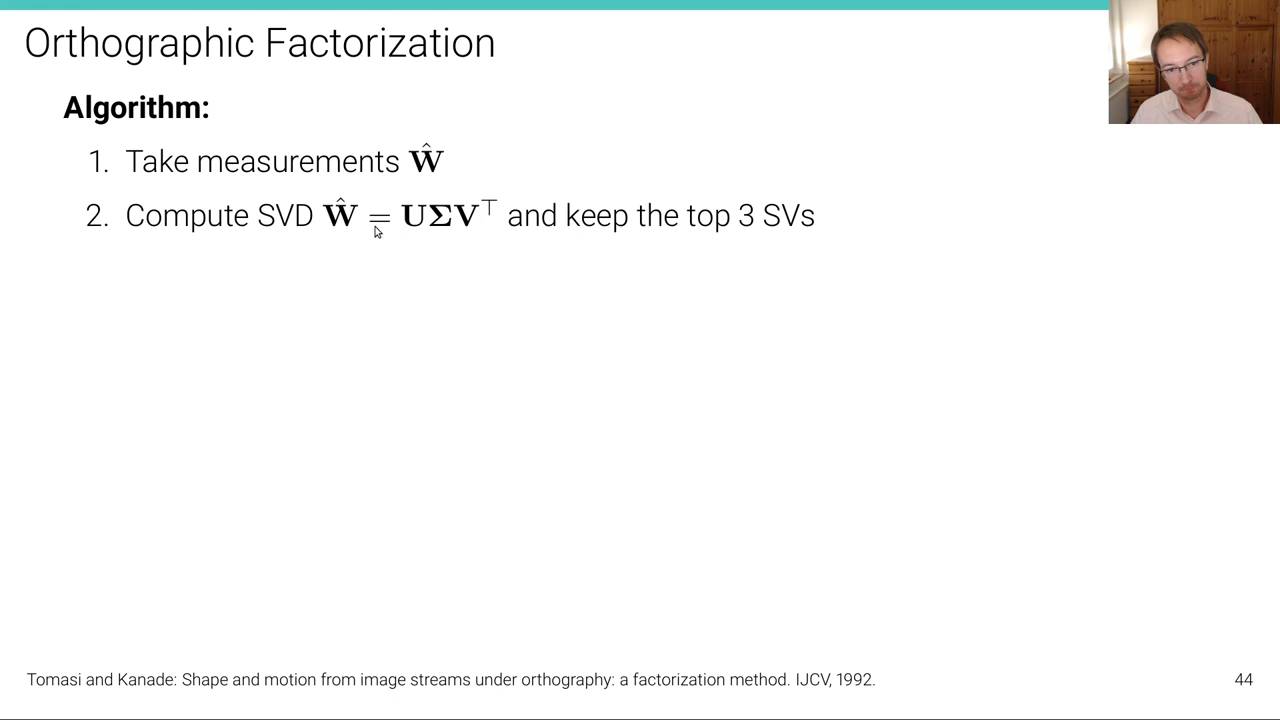 Orthographic Factorization
Algorithm:
1. Take measurements Ŵ
2. Compute SVD Ŵ = UΣV⊤ and keep the top 3 SVs
Tomasi and Kanade: Shape and motion from image streams under orthography: a factorization method. IJCV, 1992.
44